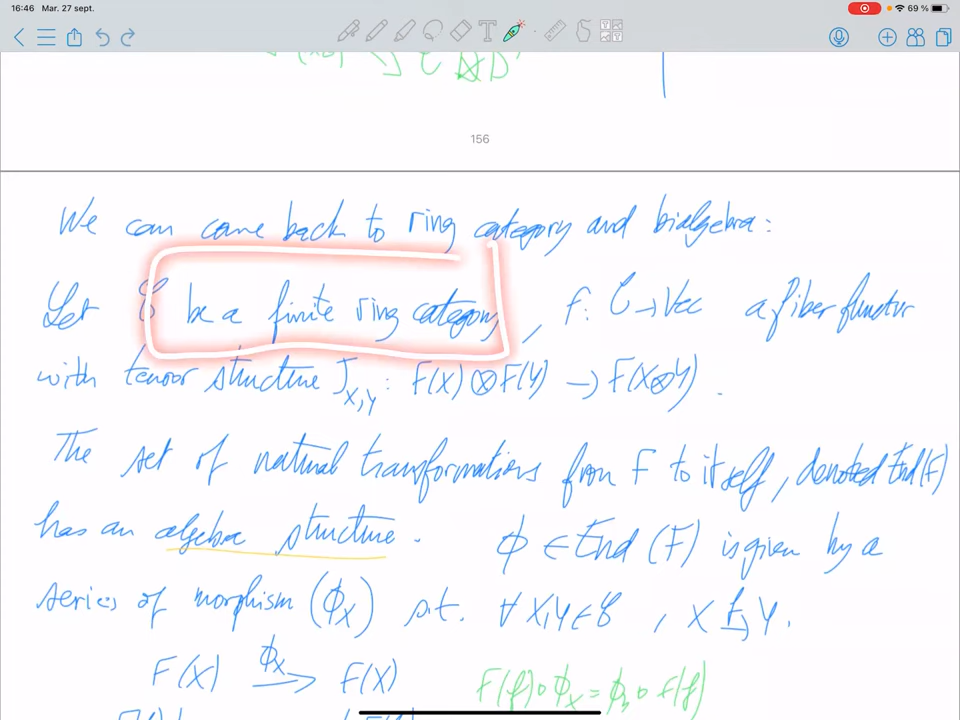 16:46 Mar. 27 sept. 69 %
156
We can come back to ring category and bialgebra:
Let C be a finite ring category, F: C → Vec a fiber functor
with tensor structure J_{X,Y}: F(X) ⊗ F(Y) → F(X⊗Y).
The set of natural transformations from F to itself, denoted End(F)
has an algebra structure. ϕ ∈ End (F) is given by a
series of morphism (ϕ_X) s.t. ∀ X,Y ∈ C, X f→ Y.
F(X) ϕ_X→ F(X) F(f) ∘ ϕ_X = ϕ_Y ∘ F(f)